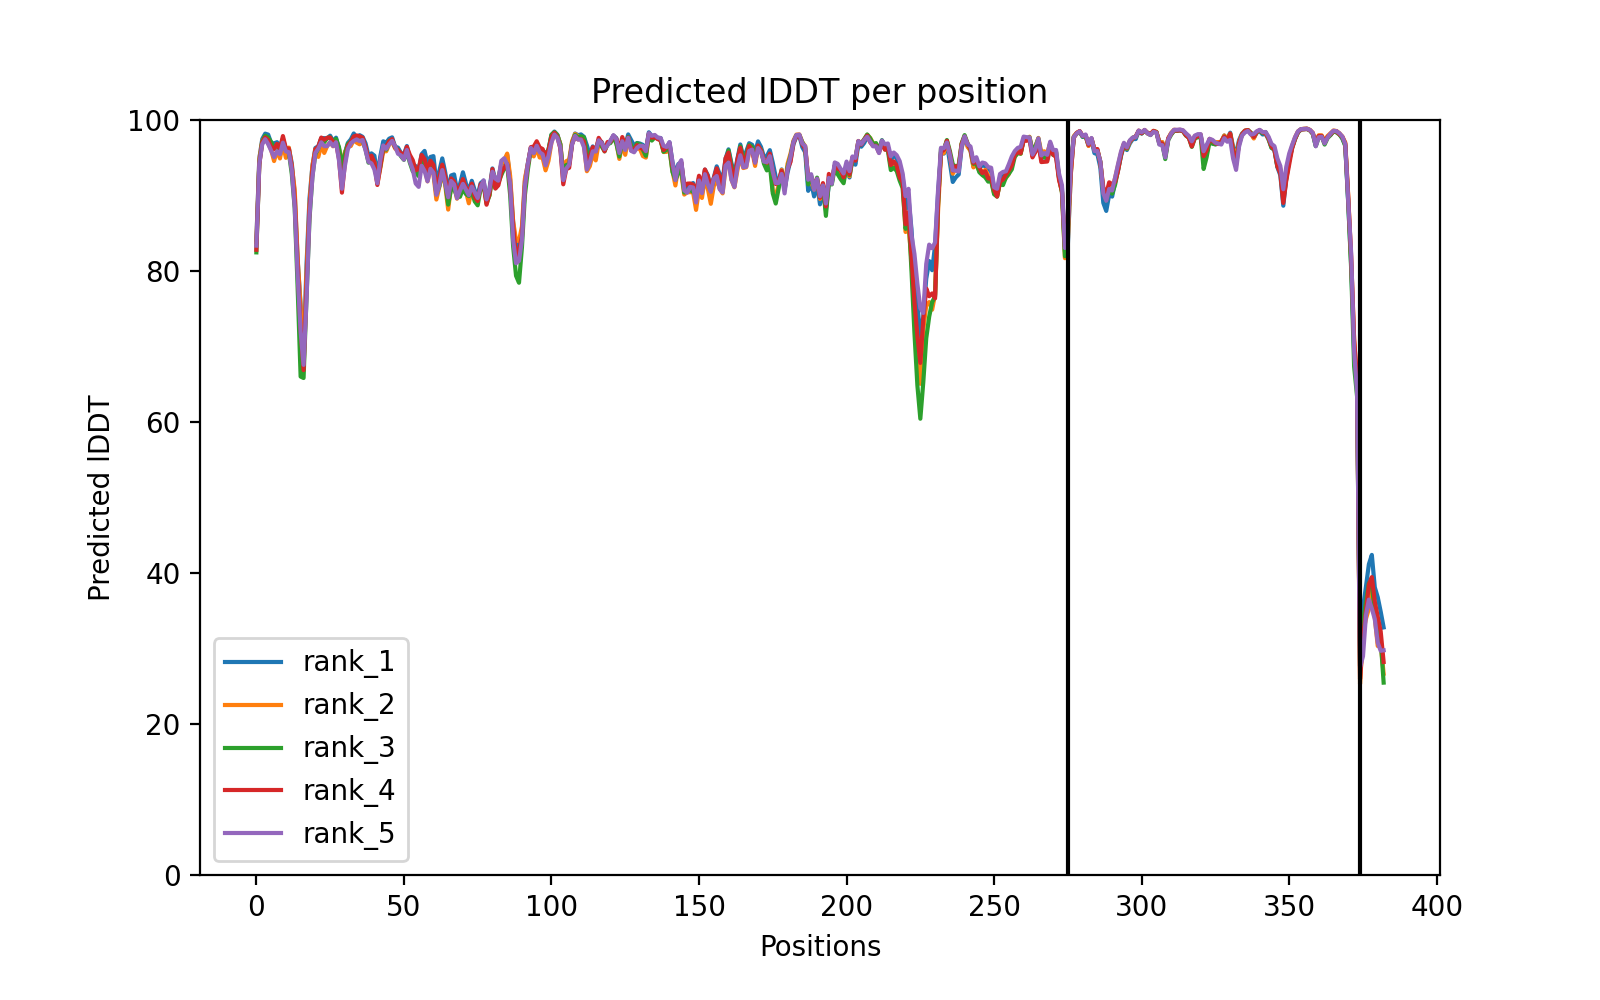 Predicted lDDT per position
100
80
60
40
20
0
Predicted lDDT
rank_1
rank_2
rank_3
rank_4
rank_5
0 50 100 150 200 250 300 350 400
Positions